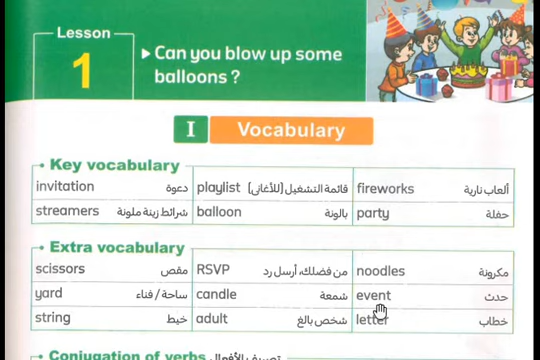 Lesson
1
Can you blow up some
balloons ?
I Vocabulary
Key vocabulary
invitation دعوة playlist قائمة التشغيل (للأغاني) fireworks ألعاب نارية
streamers شرائط زينة ملونة balloon بالونة party حفلة
Extra vocabulary
scissors مقص RSVP من فضلك، أرسل رد noodles مكرونة
yard ساحة / فناء candle شمعة event حدث
string خيط adult شخص بالغ letter خطاب
Conjugation of verbs تصريف الأفعال